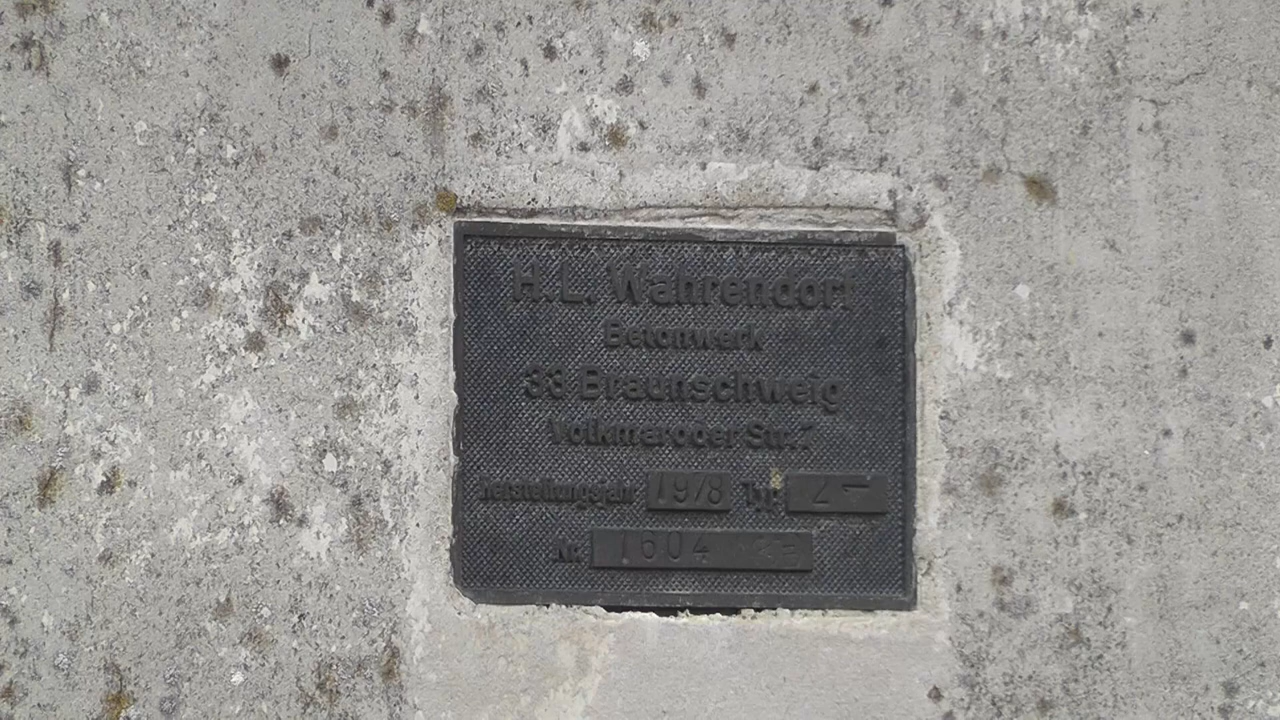 H.L. Wahrendorf
Betonwerk
33 Braunschweig
Volkmaroder Str.7
Herstellungsjahr 1978 Typ
Nr. 1604